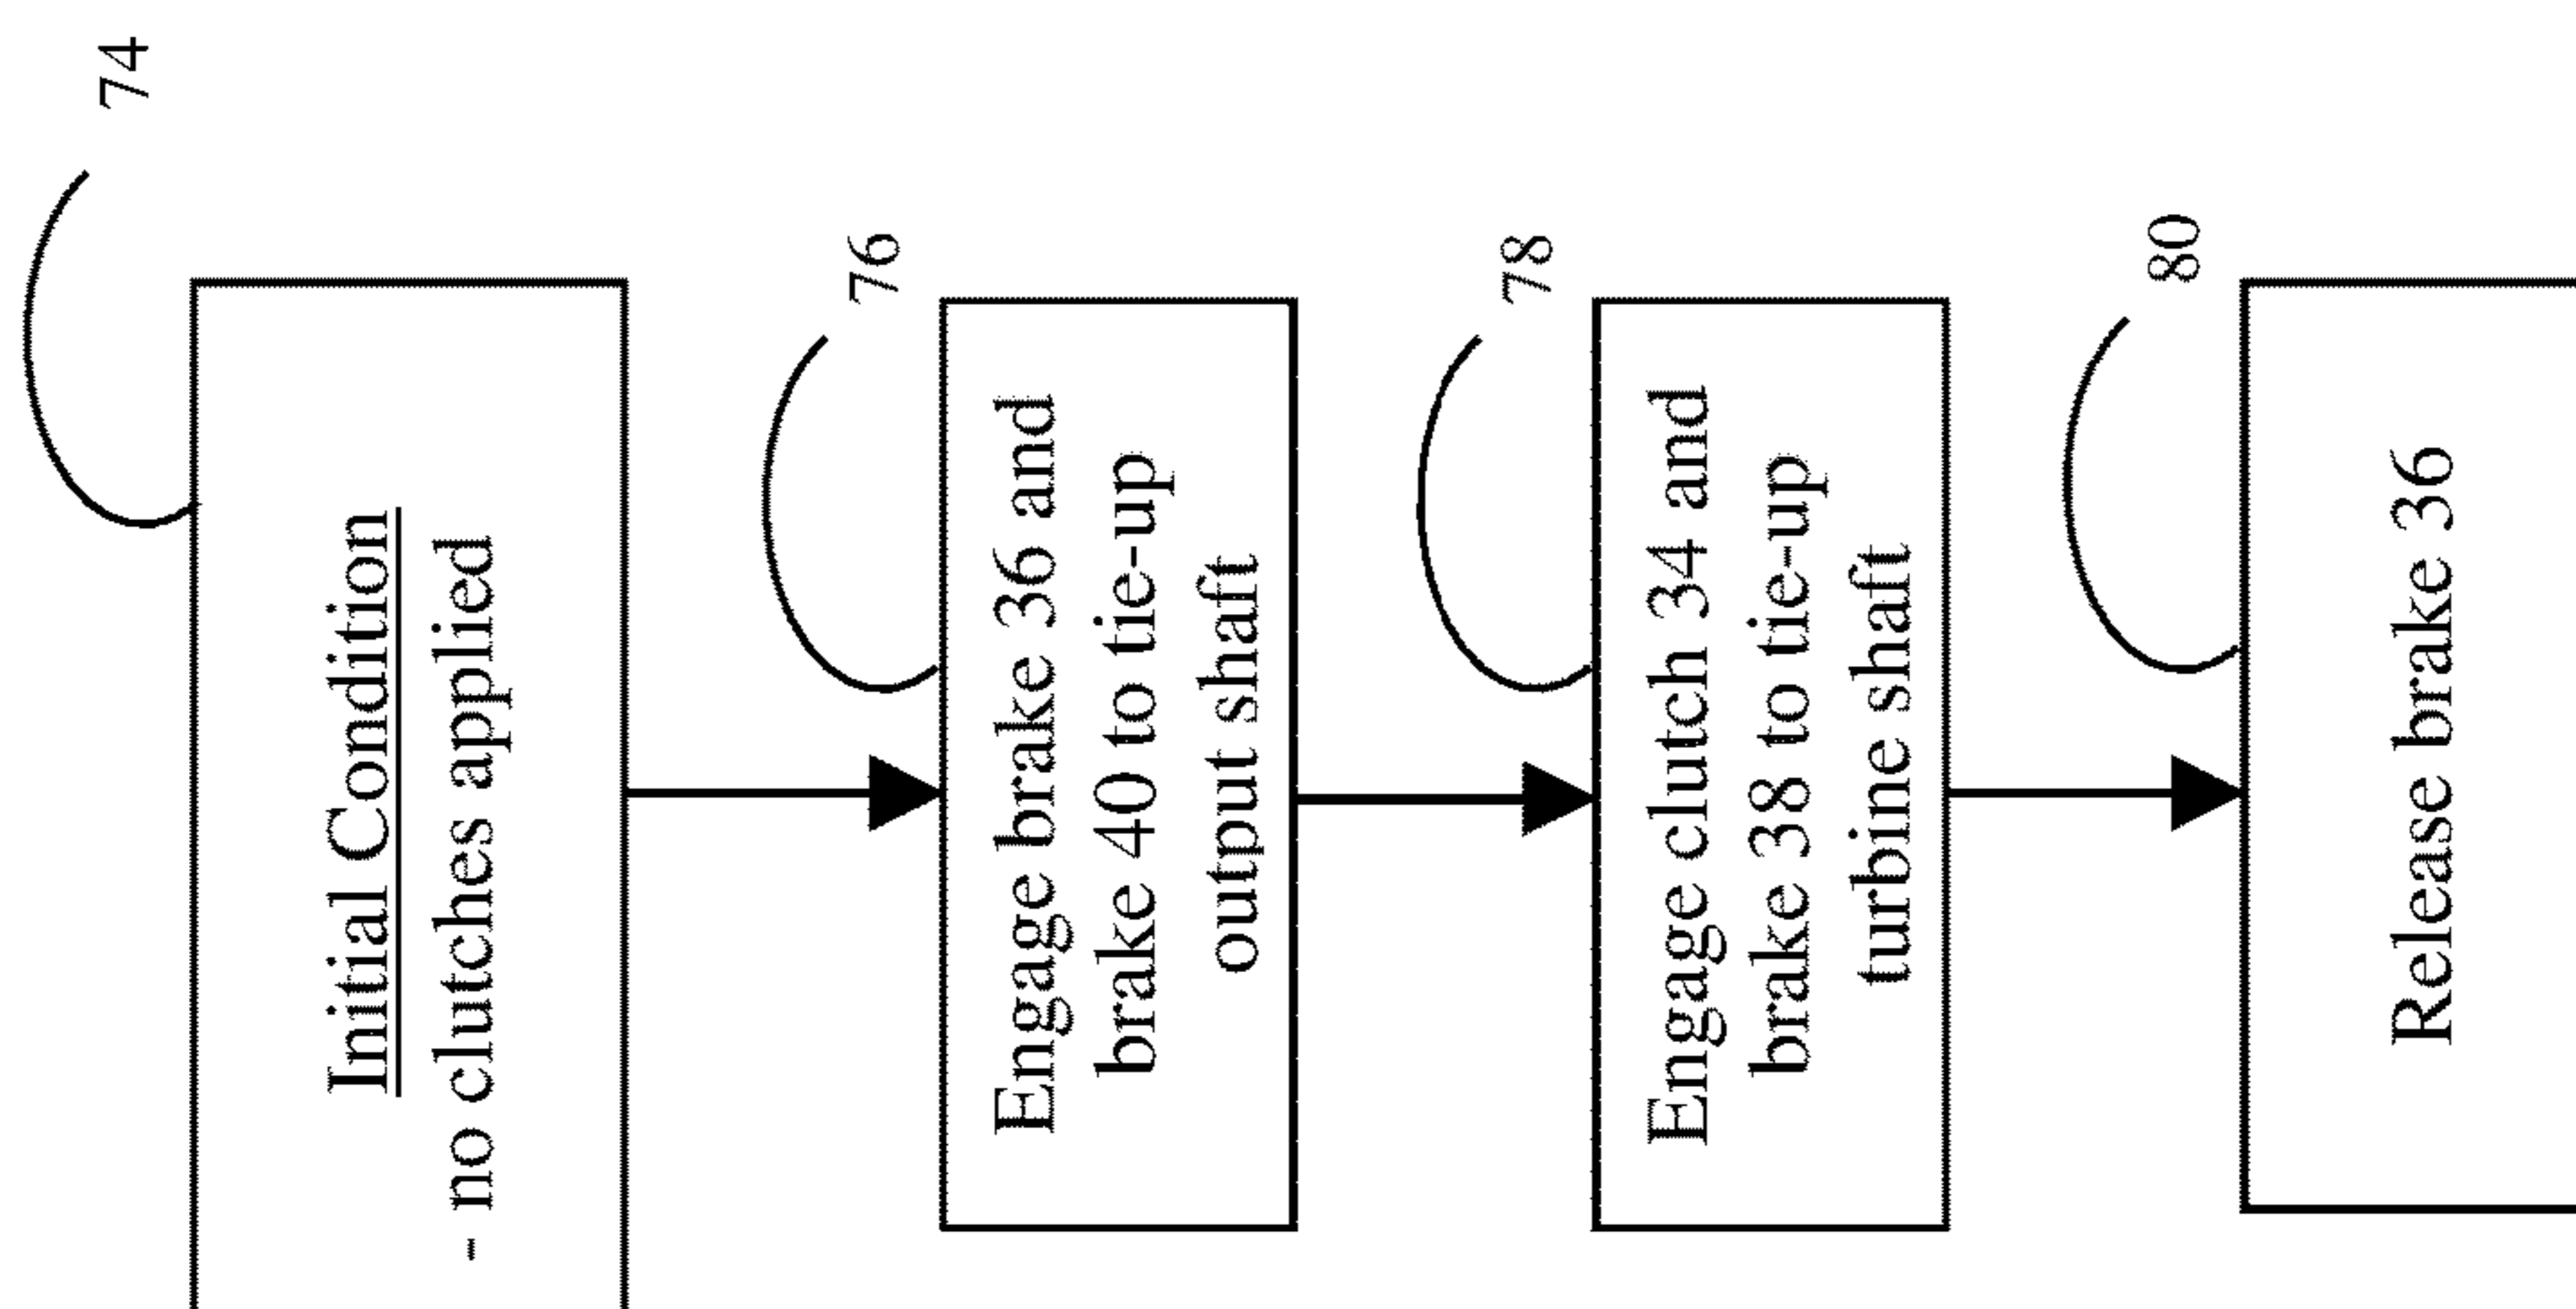 74
Initial Condition
- no clutches applied
76
Engage brake 36 and
brake 40 to tie-up
output shaft
78
Engage clutch 34 and
brake 38 to tie-up
turbine shaft
80
Release brake 36